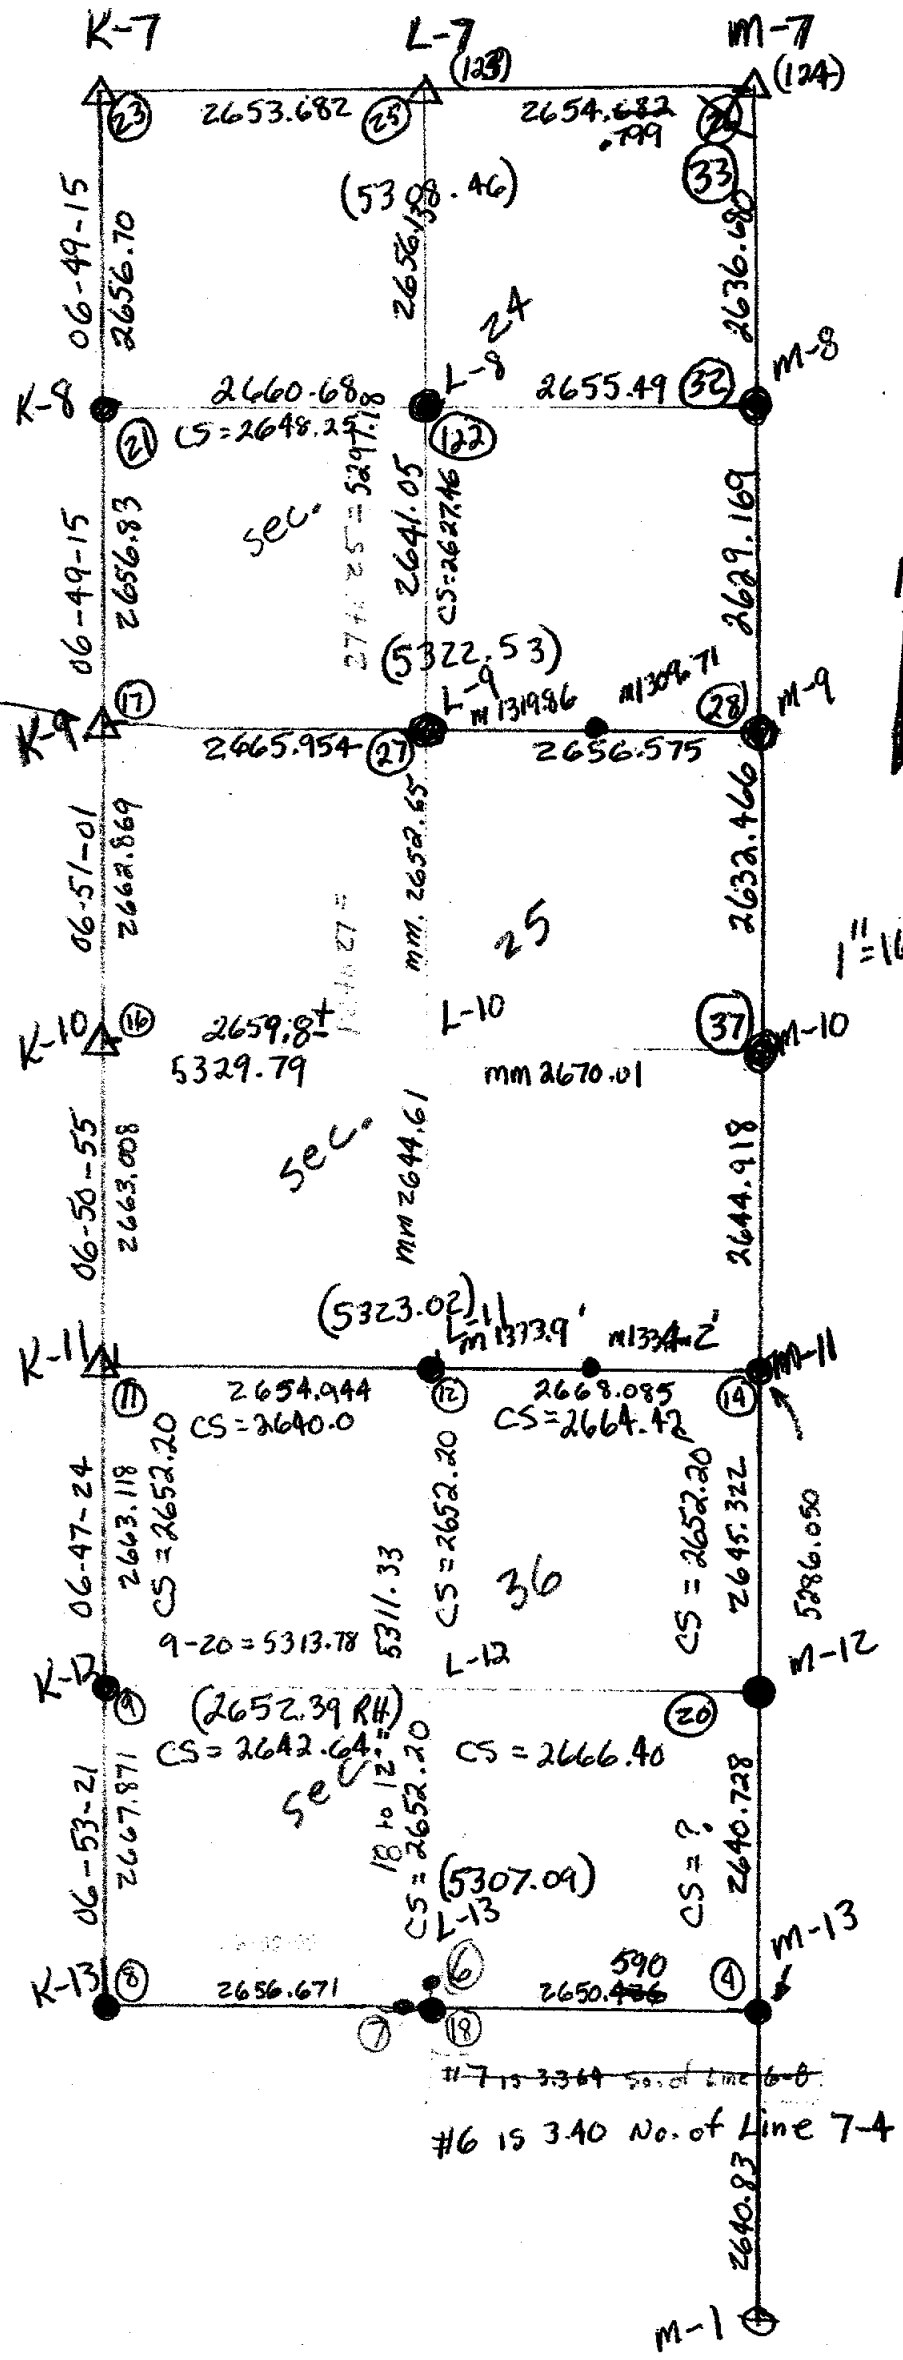 K-7 L-7 M-7
(123) (124)
23 2653.682 25 2654.682
.799
33
(5308.46)
06-49-15
2656.70
2636.680
24
K-8 L-8 M-8
2660.68 2655.49 32
21 CS=2648.25 122
sec.
06-49-15
2656.83
2641.05
CS=2627.46
2629.169
(5322.53)
17 L-9 m1309.71 28 M-9
K-9 m1319.86
2665.954 27 2656.575
06-51-01
2662.869
mm. 2652.65
25
2632.466
K-10 16 2659.8± L-10 37 M-10
5329.79 mm 2670.01
sec.
06-50-55
2663.008
mm 2644.61
2644.918
(5323.02)
K-11 L-11 M-11
m 1373.9' m1334.2'
11 2654.944 12 2668.085 14
CS=2640.0 CS=2664.42
06-47-24
2663.118
CS=2652.20
5311.33
CS=2652.20
36
CS=2652.20
2645.322
5286.050
9-20=5313.78
K-12 L-12 M-12
9 (2652.39 RH) 20
CS=2642.64 CS=2666.40
sec.
06-53-21
2667.871
18 to 12 =
CS=2652.20
(5307.09)
CS=?
2640.728
K-13 L-13 M-13
8 2656.671 6 590 4
2650.
7 18
#7 is 3.364 So. of Line 6-8
#6 is 3.40 No. of Line 7-4
2640.83
M-1